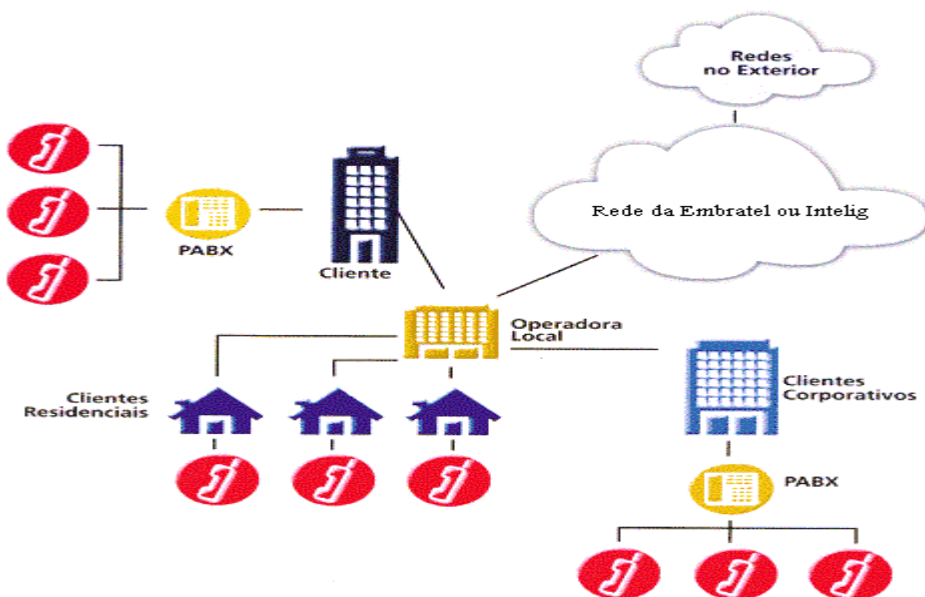 Redes
no Exterior
Rede da Embratel ou Intelig
PABX
Cliente
Operadora
Local
Clientes
Residenciais
Clientes
Corporativos
PABX